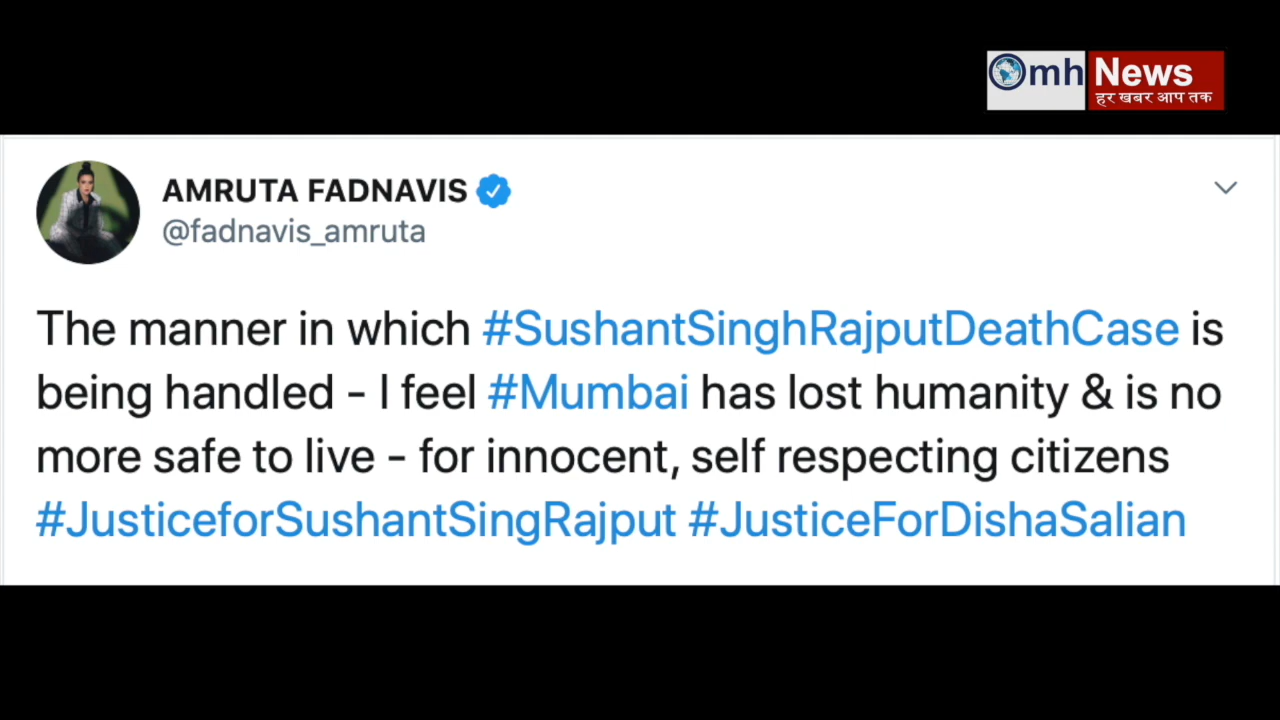 mh News
हर खबर आप तक
AMRUTA FADNAVIS
@fadnavis_amruta
The manner in which #SushantSinghRajputDeathCase is
being handled - I feel #Mumbai has lost humanity & is no
more safe to live - for innocent, self respecting citizens
#JusticeforSushantSingRajput #JusticeForDishaSalian